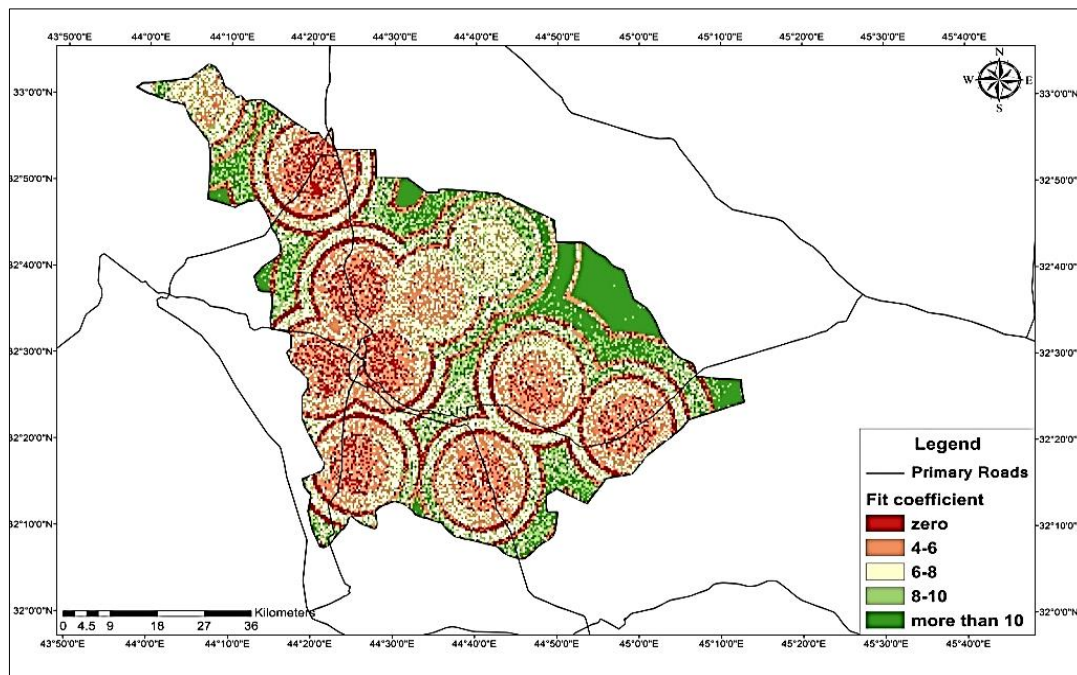 43°50'0"E 44°0'0"E 44°10'0"E 44°20'0"E 44°30'0"E 44°40'0"E 44°50'0"E 45°0'0"E 45°10'0"E 45°20'0"E 45°30'0"E 45°40'0"E
N
W E
S
33°0'0"N 33°0'0"N
32°50'0"N 32°50'0"N
32°40'0"N 32°40'0"N
32°30'0"N 32°30'0"N
32°20'0"N 32°20'0"N
32°10'0"N 32°10'0"N
32°0'0"N 32°0'0"N
Legend
Primary Roads
Fit coefficient
zero
4-6
6-8
8-10
more than 10
Kilometers
0 4.5 9 18 27 36
43°50'0"E 44°0'0"E 44°10'0"E 44°20'0"E 44°30'0"E 44°40'0"E 44°50'0"E 45°0'0"E 45°10'0"E 45°20'0"E 45°30'0"E 45°40'0"E